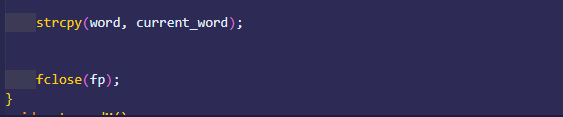 strcpy(word, current_word);
fclose(fp);
}